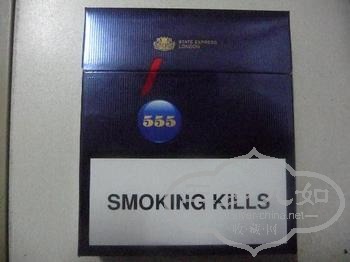 STATE EXPRESS
LONDON
555
SMOKING KILLS